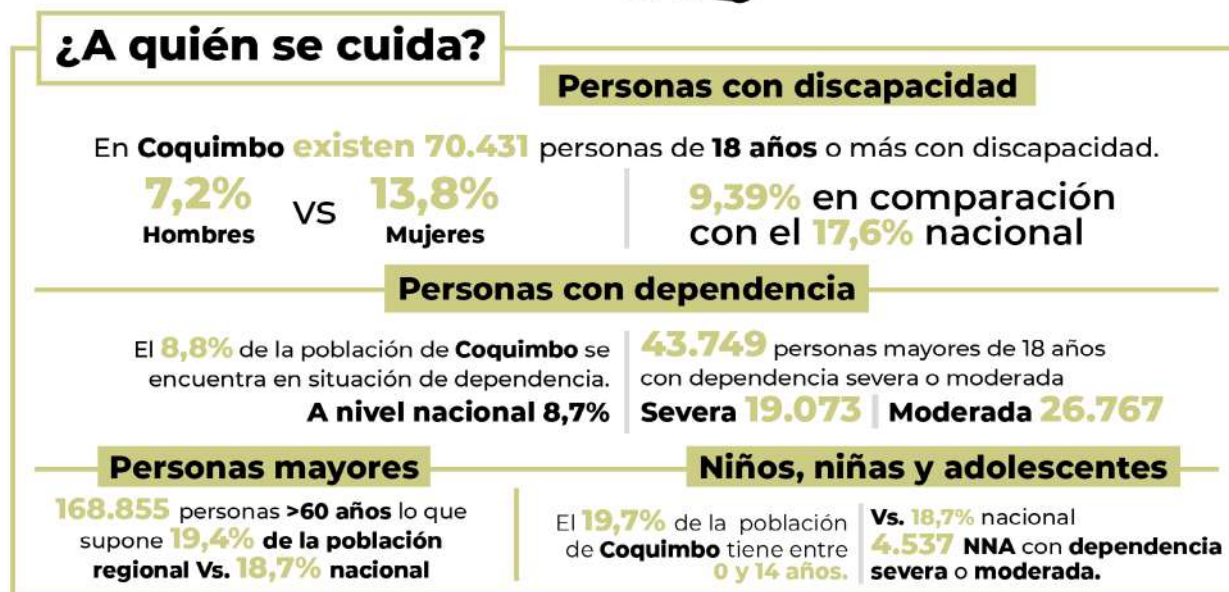 ¿A quién se cuida?
Personas con discapacidad
En Coquimbo existen 70.431 personas de 18 años o más con discapacidad.
7,2%
Hombres
VS
13,8%
Mujeres
9,39% en comparación
con el 17,6% nacional
Personas con dependencia
El 8,8% de la población de Coquimbo se
encuentra en situación de dependencia.
A nivel nacional 8,7%
43.749 personas mayores de 18 años
con dependencia severa o moderada
Severa 19.073 Moderada 26.767
Personas mayores
168.855 personas >60 años lo que
supone 19,4% de la población
regional Vs. 18,7% nacional
Niños, niñas y adolescentes
El 19,7% de la población
de Coquimbo tiene entre
0 y 14 años.
Vs. 18,7% nacional
4.537 NNA con dependencia
severa o moderada.